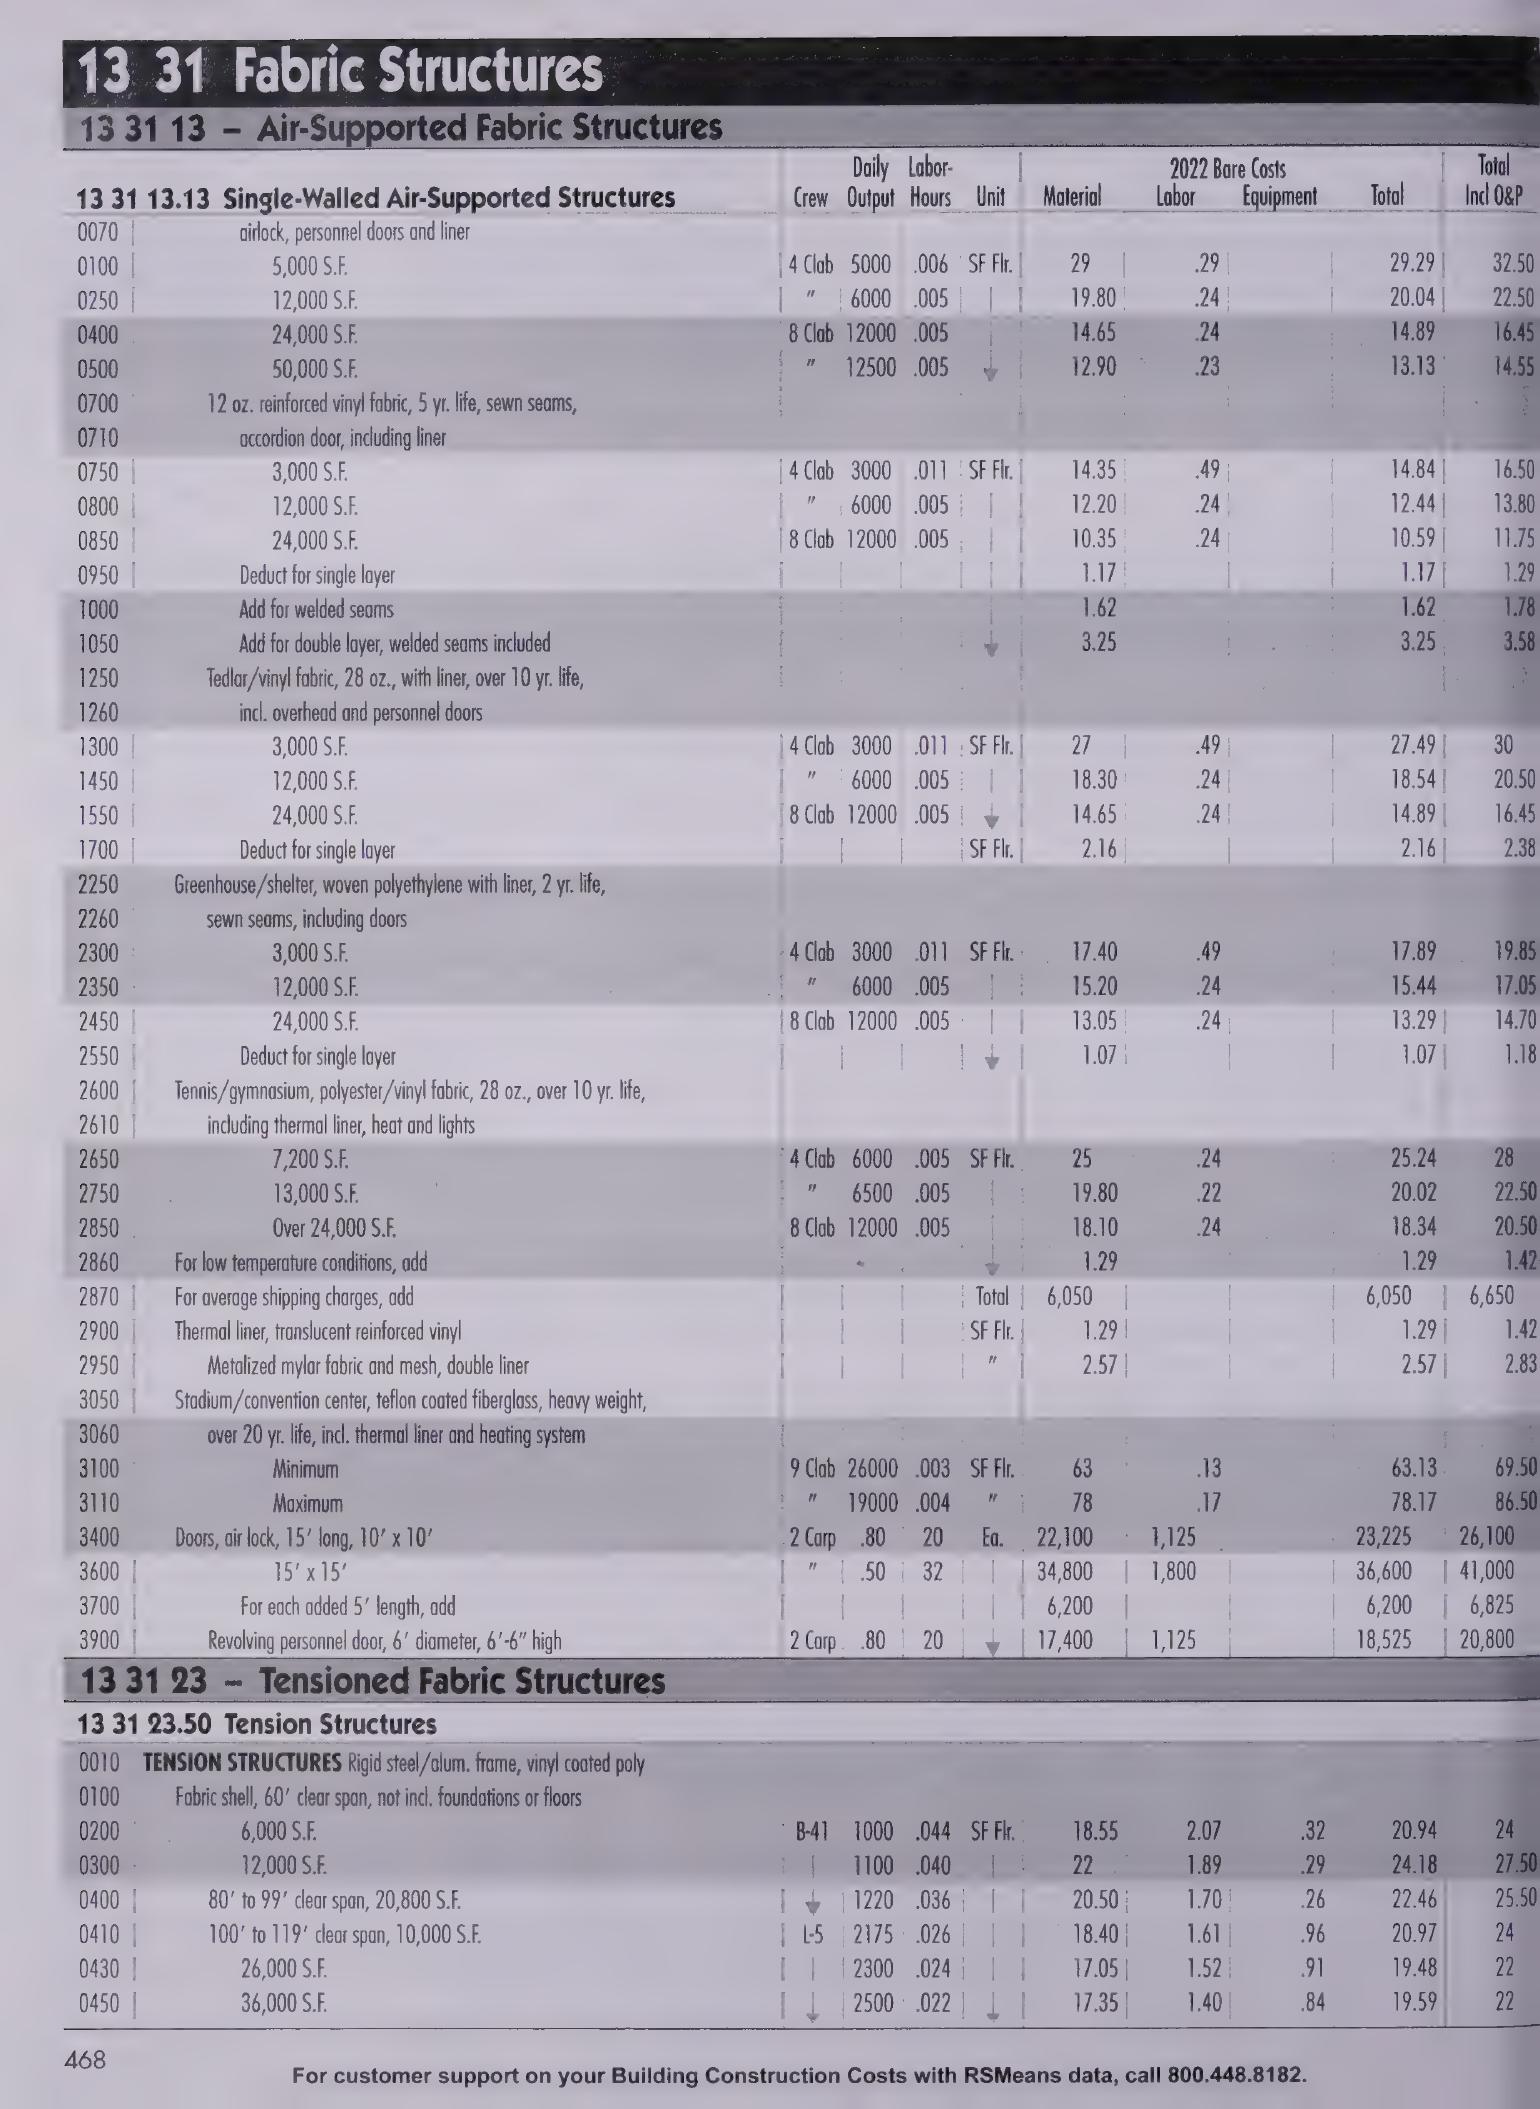 13 31 Fabric Structures
13 31 13 – Air-Supported Fabric Structures
Daily Labor- 2022 Bare Costs Total
13 31 13.13 Single-Walled Air-Supported Structures Crew Output Hours Unit Material Labor Equipment Total Incl O&P
0070 airlock, personnel doors and liner
0100 5,000 S.F. 4 Clab 5000 .006 SF Flr. 29 .29 29.29 32.50
0250 12,000 S.F. " 6000 .005 19.80 .24 20.04 22.50
0400 24,000 S.F. 8 Clab 12000 .005 14.65 .24 14.89 16.45
0500 50,000 S.F. " 12500 .005 12.90 .23 13.13 14.55
0700 12 oz. reinforced vinyl fabric, 5 yr. life, sewn seams,
0710 accordion door, including liner
0750 3,000 S.F. 4 Clab 3000 .011 SF Flr. 14.35 .49 14.84 16.50
0800 12,000 S.F. " 6000 .005 12.20 .24 12.44 13.80
0850 24,000 S.F. 8 Clab 12000 .005 10.35 .24 10.59 11.75
0950 Deduct for single layer 1.17 1.17 1.29
1000 Add for welded seams 1.62 1.62 1.78
1050 Add for double layer, welded seams included 3.25 3.25 3.58
1250 Tedlar/vinyl fabric, 28 oz., with liner, over 10 yr. life,
1260 incl. overhead and personnel doors
1300 3,000 S.F. 4 Clab 3000 .011 SF Flr. 27 .49 27.49 30
1450 12,000 S.F. " 6000 .005 18.30 .24 18.54 20.50
1550 24,000 S.F. 8 Clab 12000 .005 14.65 .24 14.89 16.45
1700 Deduct for single layer SF Flr. 2.16 2.16 2.38
2250 Greenhouse/shelter, woven polyethylene with liner, 2 yr. life,
2260 sewn seams, including doors
2300 3,000 S.F. 4 Clab 3000 .011 SF Flr. 17.40 .49 17.89 19.85
2350 12,000 S.F. " 6000 .005 15.20 .24 15.44 17.05
2450 24,000 S.F. 8 Clab 12000 .005 13.05 .24 13.29 14.70
2550 Deduct for single layer 1.07 1.07 1.18
2600 Tennis/gymnasium, polyester/vinyl fabric, 28 oz., over 10 yr. life,
2610 including thermal liner, heat and lights
2650 7,200 S.F. 4 Clab 6000 .005 SF Flr. 25 .24 25.24 28
2750 13,000 S.F. " 6500 .005 19.80 .22 20.02 22.50
2850 Over 24,000 S.F. 8 Clab 12000 .005 18.10 .24 18.34 20.50
2860 For low temperature conditions, add 1.29 1.29 1.42
2870 For average shipping charges, add Total 6,050 6,050 6,650
2900 Thermal liner, translucent reinforced vinyl SF Flr. 1.29 1.29 1.42
2950 Metalized mylar fabric and mesh, double liner " 2.57 2.57 2.83
3050 Stadium/convention center, teflon coated fiberglass, heavy weight,
3060 over 20 yr. life, incl. thermal liner and heating system
3100 Minimum 9 Clab 26000 .003 SF Flr. 63 .13 63.13 69.50
3110 Maximum " 19000 .004 " 78 .17 78.17 86.50
3400 Doors, air lock, 15' long, 10' x 10' 2 Carp .80 20 Ea. 22,100 1,125 23,225 26,100
3600 15' x 15' " .50 32 34,800 1,800 36,600 41,000
3700 For each added 5' length, add 6,200 6,200 6,825
3900 Revolving personnel door, 6' diameter, 6'-6" high 2 Carp .80 20 17,400 1,125 18,525 20,800
13 31 23 – Tensioned Fabric Structures
13 31 23.50 Tension Structures
0010 TENSION STRUCTURES Rigid steel/alum. frame, vinyl coated poly
0100 Fabric shell, 60' clear span, not incl. foundations or floors
0200 6,000 S.F. B-41 1000 .044 SF Flr. 18.55 2.07 .32 20.94 24
0300 12,000 S.F. 1100 .040 22 1.89 .29 24.18 27.50
0400 80' to 99' clear span, 20,800 S.F. 1220 .036 20.50 1.70 .26 22.46 25.50
0410 100' to 119' clear span, 10,000 S.F. L-5 2175 .026 18.40 1.61 .96 20.97 24
0430 26,000 S.F. 2300 .024 17.05 1.52 .91 19.48 22
0450 36,000 S.F. 2500 .022 17.35 1.40 .84 19.59 22
468
For customer support on your Building Construction Costs with RSMeans data, call 800.448.8182.